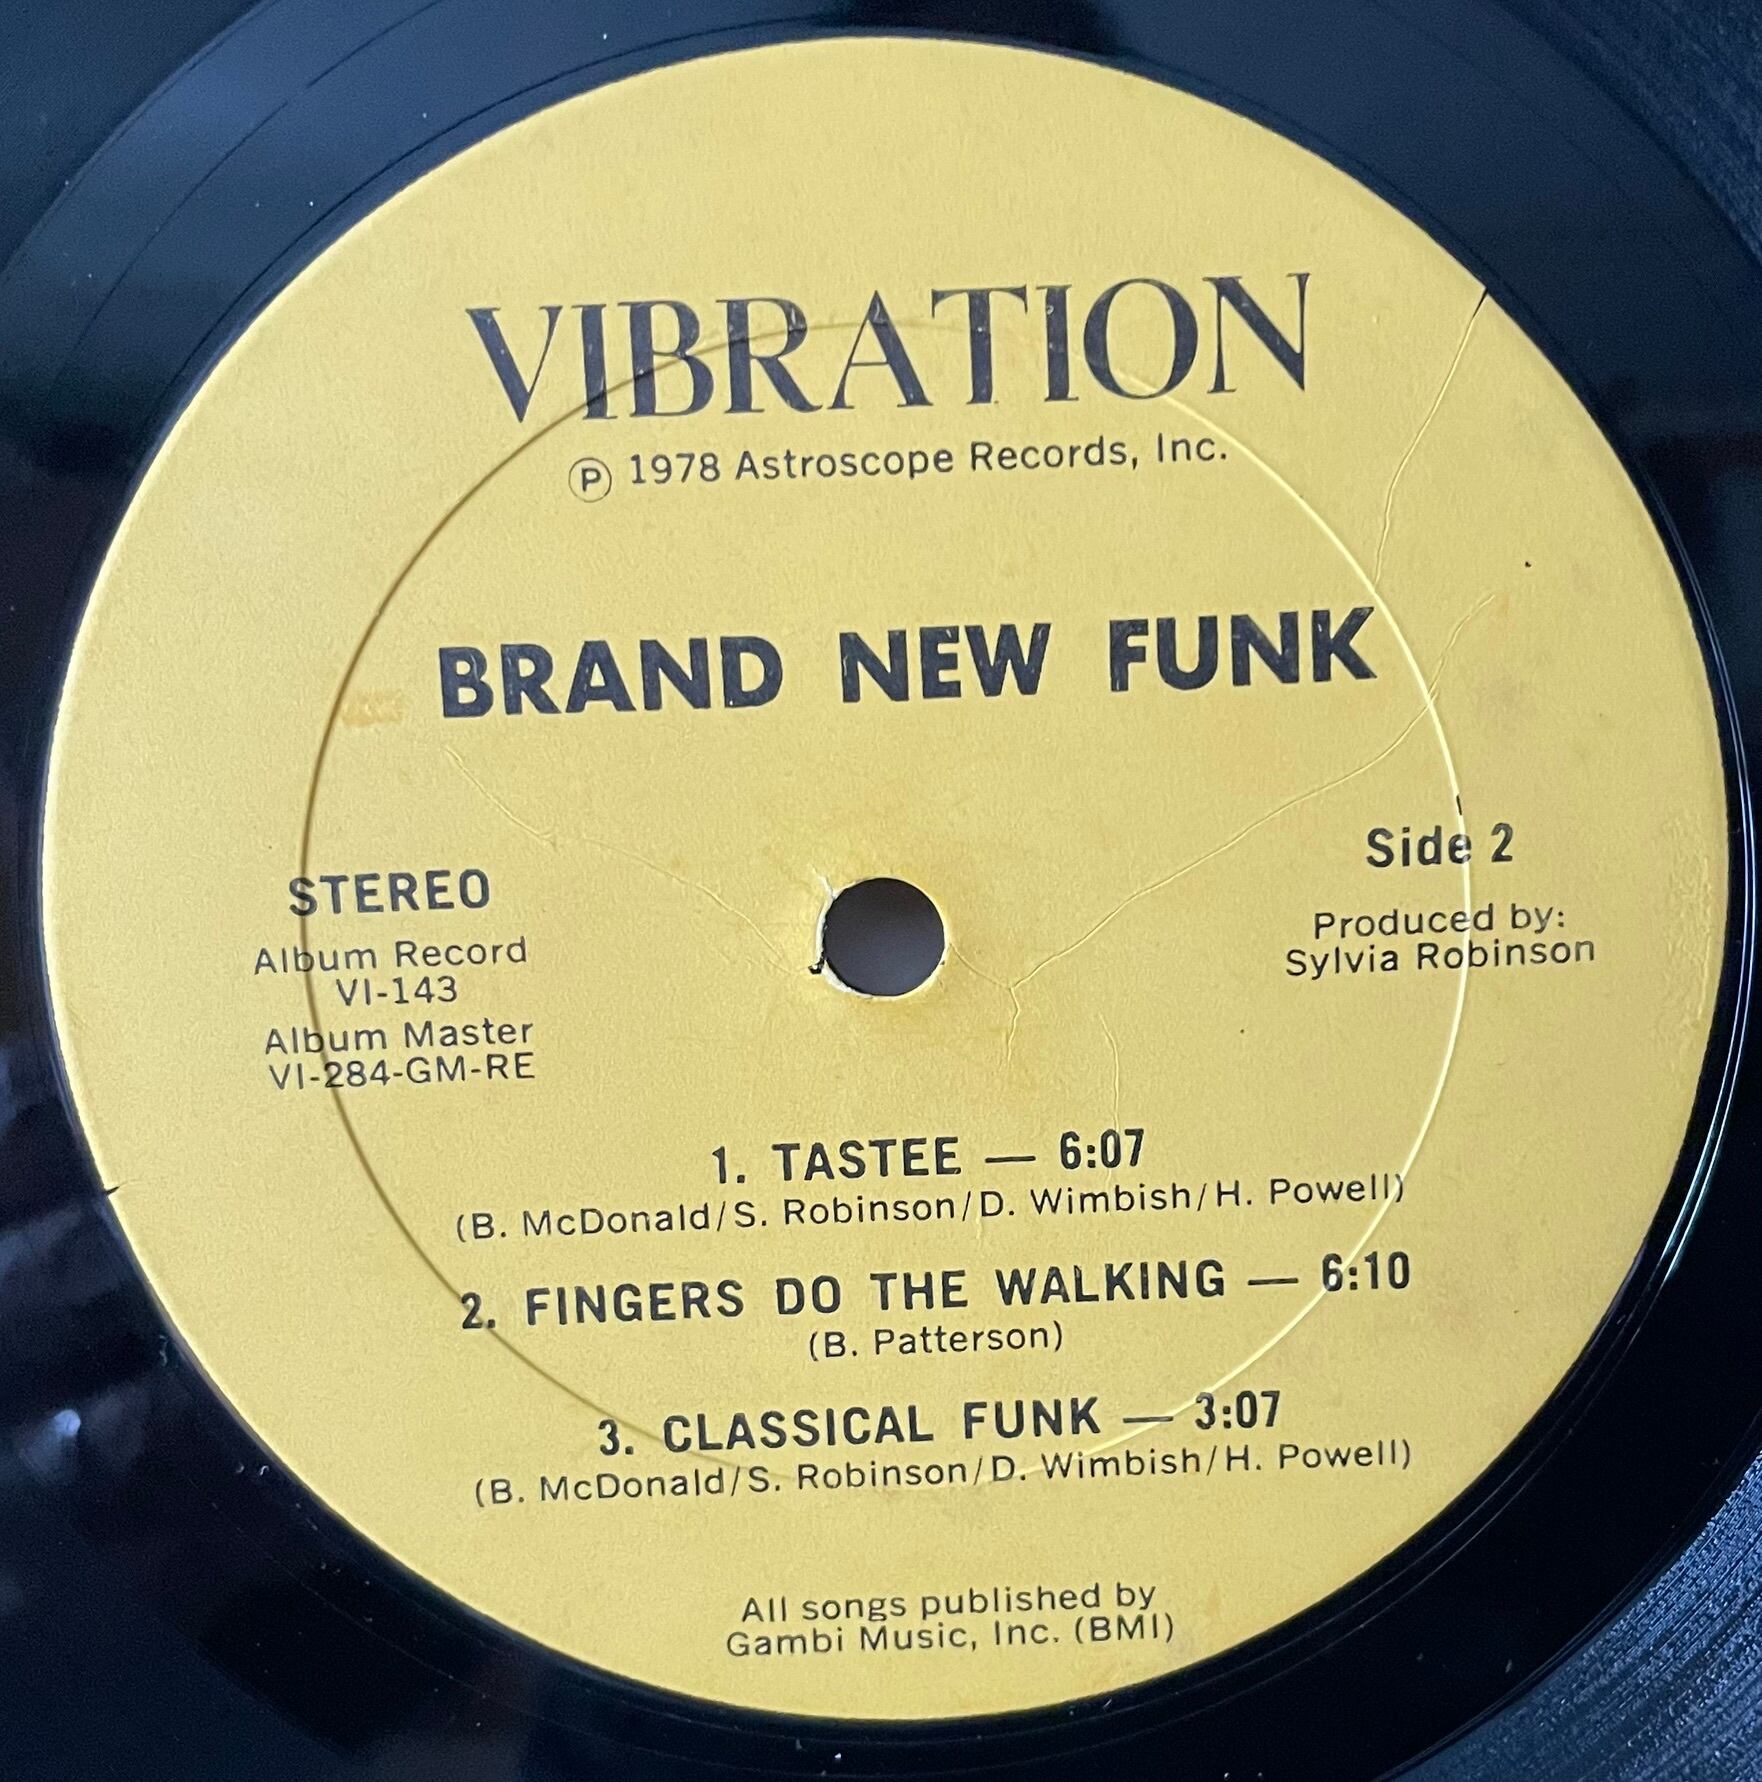 VIBRATION
Ⓟ 1978 Astroscope Records, Inc.
BRAND NEW FUNK
STEREO
Album Record
VI-143
Album Master
VI-284-GM-RE
Side 2
Produced by:
Sylvia Robinson
1. TASTEE — 6:07
(B. McDonald/S. Robinson/D. Wimbish/H. Powell)
2. FINGERS DO THE WALKING — 6:10
(B. Patterson)
3. CLASSICAL FUNK — 3:07
(B. McDonald/S. Robinson/D. Wimbish/H. Powell)
All songs published by
Gambi Music, Inc. (BMI)